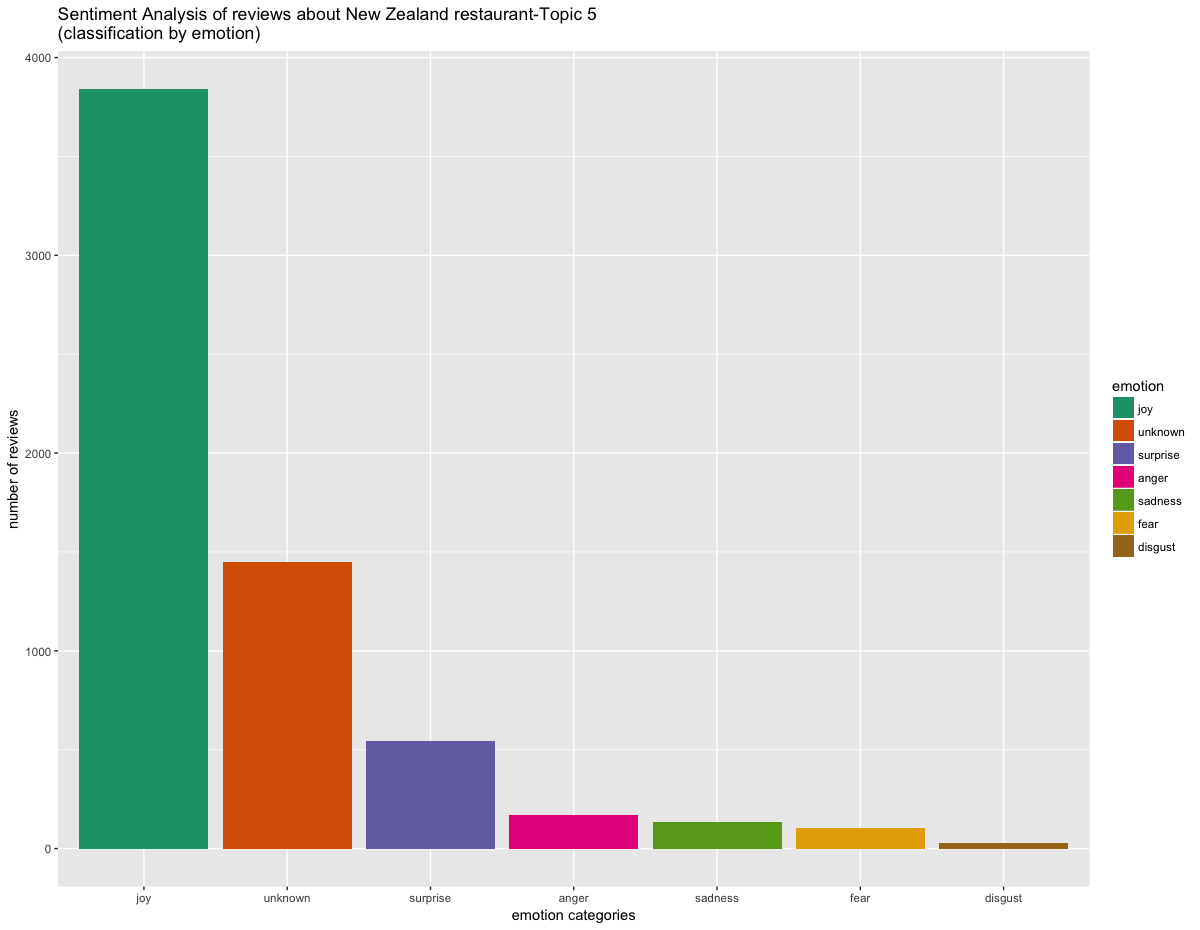 Sentiment Analysis of reviews about New Zealand restaurant-Topic 5
(classification by emotion)
4000
3000
2000
1000
0
number of reviews
joy
unknown
surprise
anger
sadness
fear
disgust
emotion categories
emotion
joy
unknown
surprise
anger
sadness
fear
disgust